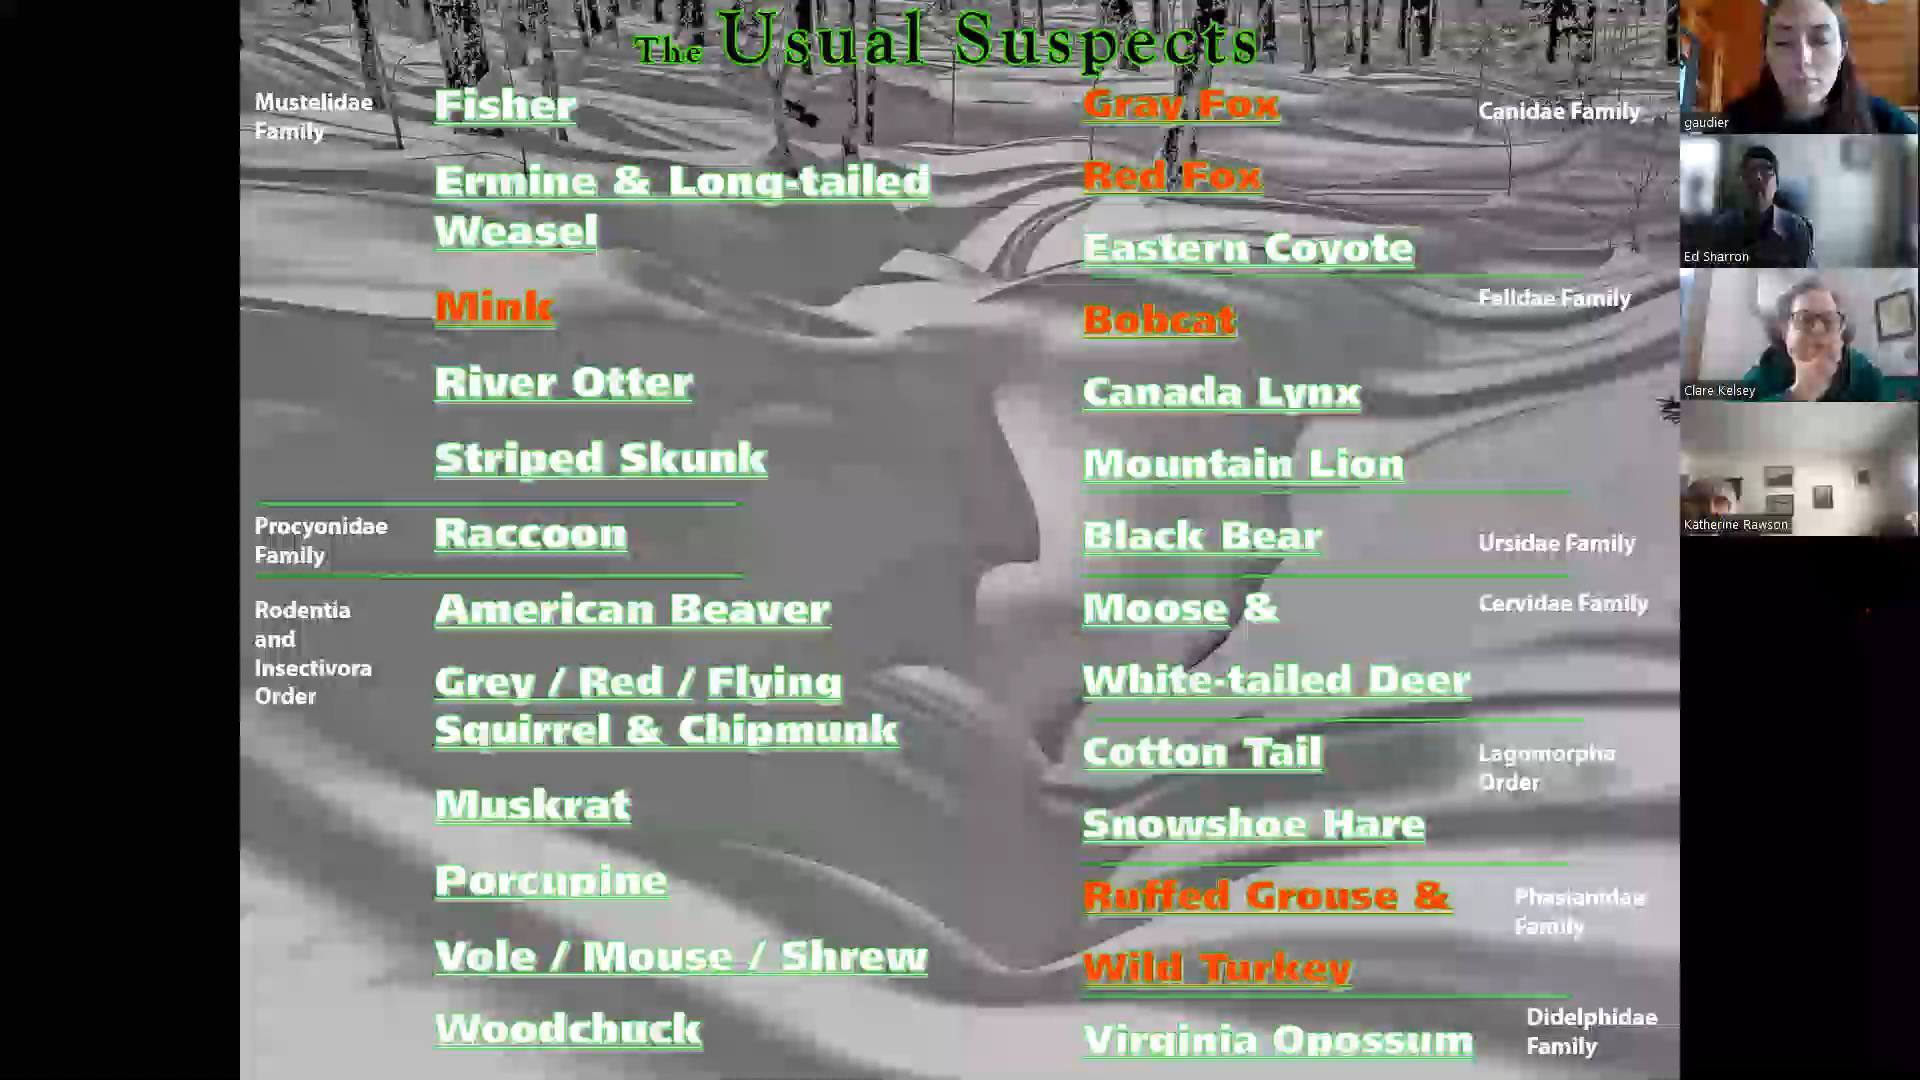 The Usual Suspects
Mustelidae
Family
Fisher
Ermine & Long-tailed
Weasel
Mink
River Otter
Striped Skunk
Procyonidae
Family
Raccoon
Rodentia
and
Insectivora
Order
American Beaver
Grey / Red / Flying
Squirrel & Chipmunk
Muskrat
Porcupine
Vole / Mouse / Shrew
Woodchuck
Gray Fox
Canidae Family
Red Fox
Eastern Coyote
Felidae Family
Bobcat
Canada Lynx
Mountain Lion
Black Bear
Ursidae Family
Moose &
Cervidae Family
White-tailed Deer
Cotton Tail
Lagomorpha
Order
Snowshoe Hare
Ruffed Grouse &
Phasianidae
Family
Wild Turkey
Virginia Opossum
Didelphidae
Family
gaudier
Ed Sharron
Clare Kelsey
Katherine Rawson